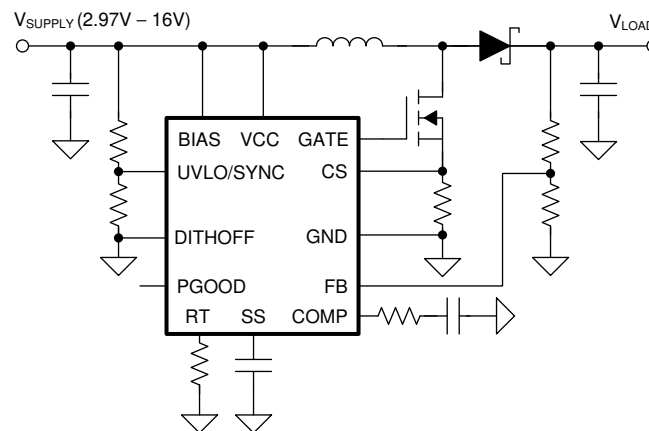 VSUPPLY (2.97V – 16V)
VLOAD
BIAS VCC GATE
UVLO/SYNC CS
DITHOFF GND
PGOOD FB
RT SS COMP